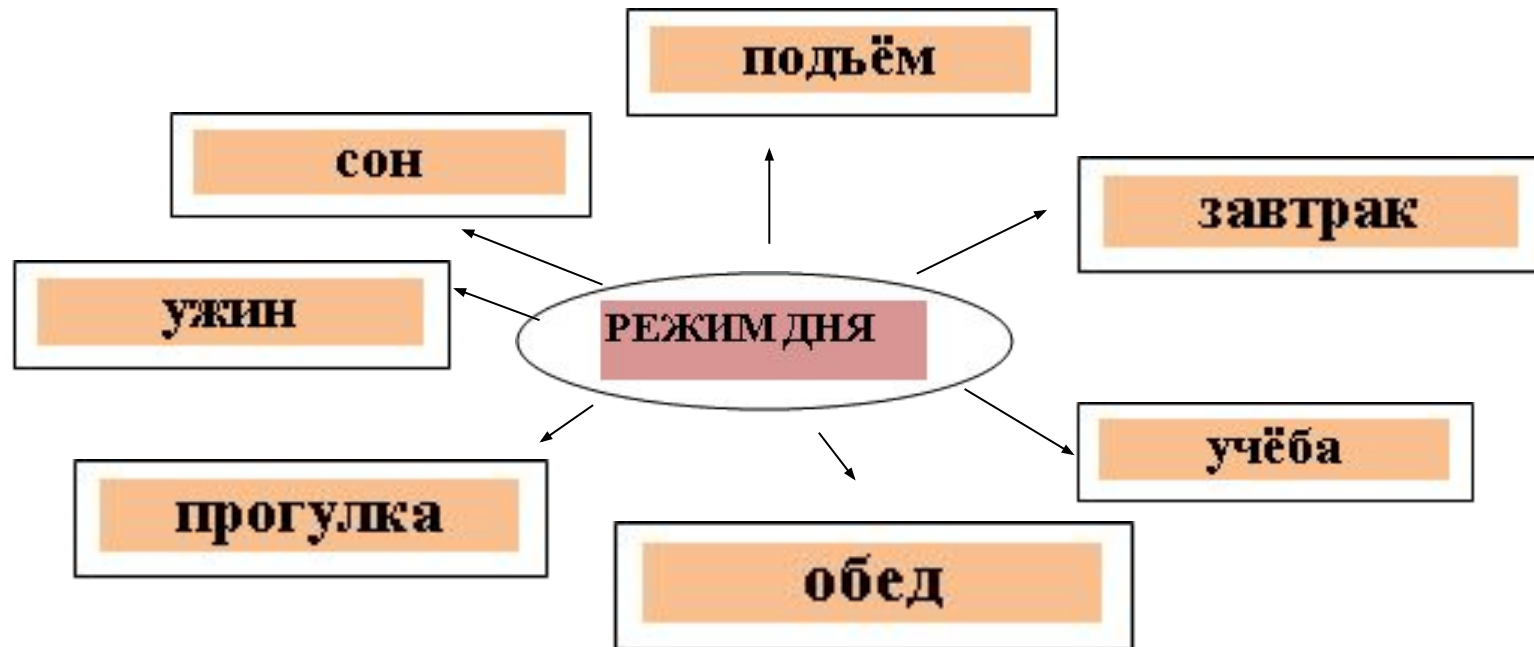 подъём
сон
завтрак
ужин
РЕЖИМ ДНЯ
учёба
прогулка
обед